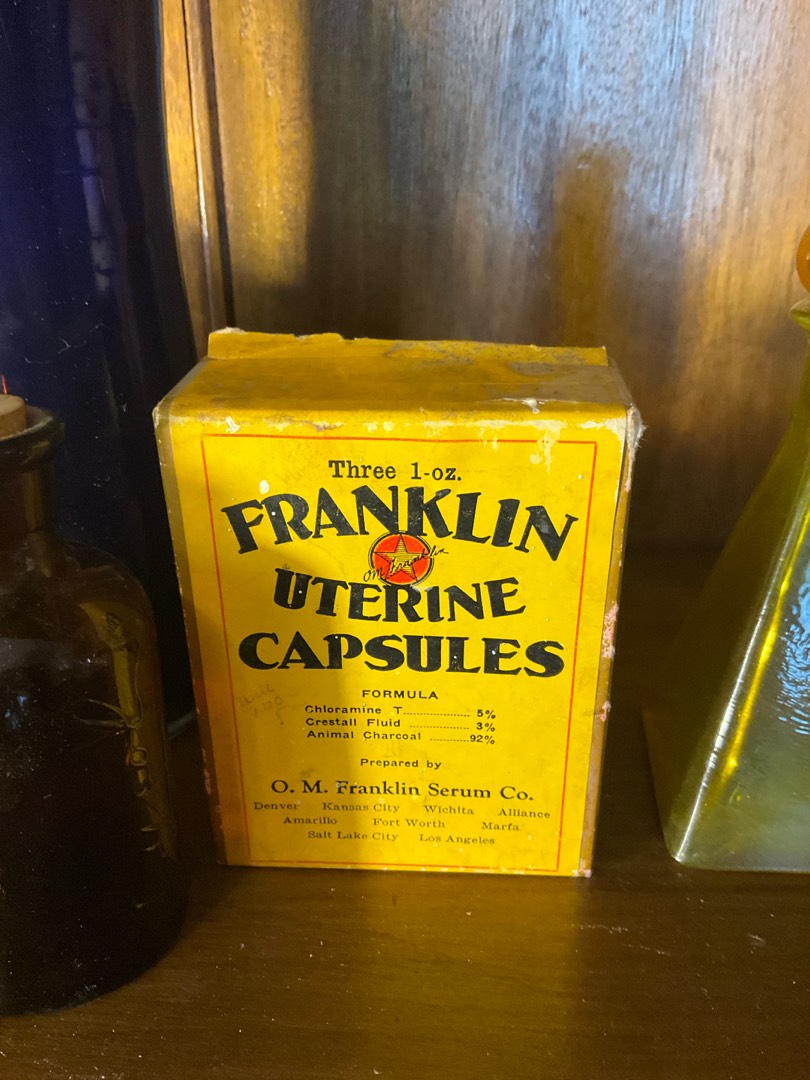 Three 1-oz.
FRANKLIN
O.M. Franklin
UTERINE
CAPSULES
FORMULA
Chloramine T.................... 5%
Crestall Fluid .................. 3%
Animal Charcoal ............92%
Prepared by
O. M. Franklin Serum Co.
Denver Kansas City Wichita Alliance
Amarillo Fort Worth Marfa
Salt Lake City Los Angeles